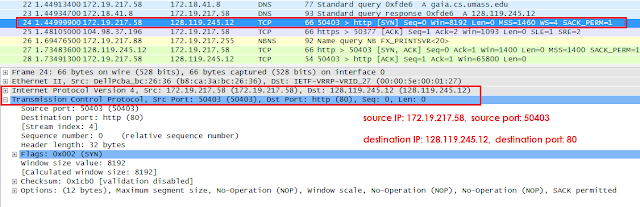 22 1.44893400 172.19.217.58 172.18.41.8 DNS 77 Standard query 0xfde6 A gaia.cs.umass.edu
23 1.44934700 172.18.41.8 172.19.217.58 DNS 93 Standard query response 0xfde6 A 128.119.245.12
24 1.44999900 172.19.217.58 128.119.245.12 TCP 66 50403 > http [SYN] Seq=0 Win=8192 Len=0 MSS=1460 WS=4 SACK_PERM=1
25 1.48105000 104.98.37.196 172.19.217.58 TCP 66 https > 50377 [ACK] Seq=1 Ack=2 Win=1093 Len=0 SLE=1 SRE=2
26 1.69476500 172.20.88.88 172.19.217.255 NBNS 92 Name query NB FX_PRINTSVR<20>
27 1.73483600 128.119.245.12 172.19.217.58 TCP 66 http > 50403 [SYN, ACK] Seq=0 Ack=1 Win=1400 Len=0 MSS=1400 WS=
28 1.73491300 172.19.217.58 128.119.245.12 TCP 54 50403 > http [ACK] Seq=1 Ack=1 Win=65800 Len=0
Frame 24: 66 bytes on wire (528 bits), 66 bytes captured (528 bits) on interface 0
Ethernet II, Src: DellPcba_bc:26:36 (b8:ca:3a:bc:26:36), Dst: IETF-VRRP-VRID_27 (00:00:5e:00:01:27)
Internet Protocol Version 4, Src: 172.19.217.58 (172.19.217.58), Dst: 128.119.245.12 (128.119.245.12)
Transmission Control Protocol, Src Port: 50403 (50403), Dst Port: http (80), Seq: 0, Len: 0
Source port: 50403 (50403)
Destination port: http (80)
[Stream index: 4]
Sequence number: 0 (relative sequence number)
Header length: 32 bytes
Flags: 0x002 (SYN)
Window size value: 8192
[Calculated window size: 8192]
Checksum: 0x1cb0 [validation disabled]
Options: (12 bytes), Maximum segment size, No-Operation (NOP), Window scale, No-Operation (NOP), No-Operation (NOP), SACK permitted
source IP: 172.19.217.58, source port: 50403
destination IP: 128.119.245.12, destination port: 80